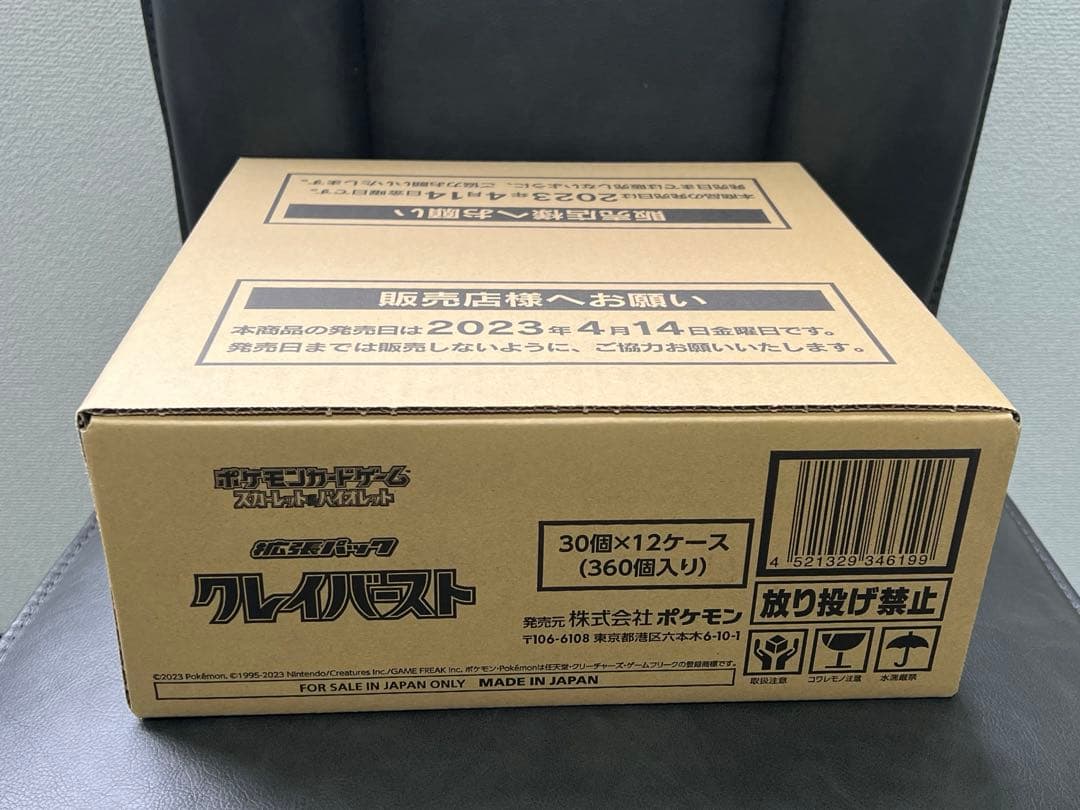 販売店様へお願い
本商品の発売日は2023年4月14日金曜日です。
発売日までは販売しないように、ご協力お願いいたします。
販売店様へお願い
本商品の発売日は2023年4月14日金曜日です。
発売日までは販売しないように、ご協力お願いいたします。
ポケモンカードゲーム
スカーレット&バイオレット
拡張パック
クレイバースト
30個×12ケース
(360個入り)
発売元 株式会社 ポケモン
〒106-6108 東京都港区六本木6-10-1
4 521329 346199
放り投げ禁止
取扱注意 コワレモノ注意 水濡厳禁
©2023 Pokémon. ©1995-2023 Nintendo/Creatures Inc./GAME FREAK inc. ポケモン・Pokémonは任天堂・クリーチャーズ・ゲームフリークの登録商標です。
FOR SALE IN JAPAN ONLY MADE IN JAPAN